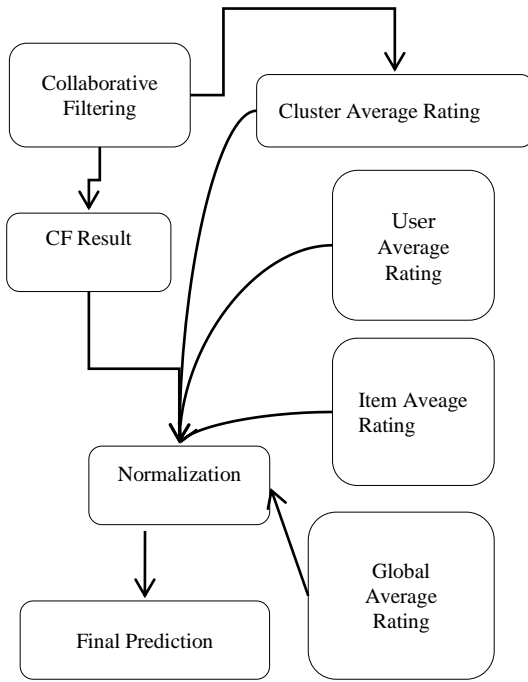 Collaborative
Filtering
Cluster Average Rating
CF Result
User
Average
Rating
Item Aveage
Rating
Normalization
Global
Average
Rating
Final Prediction